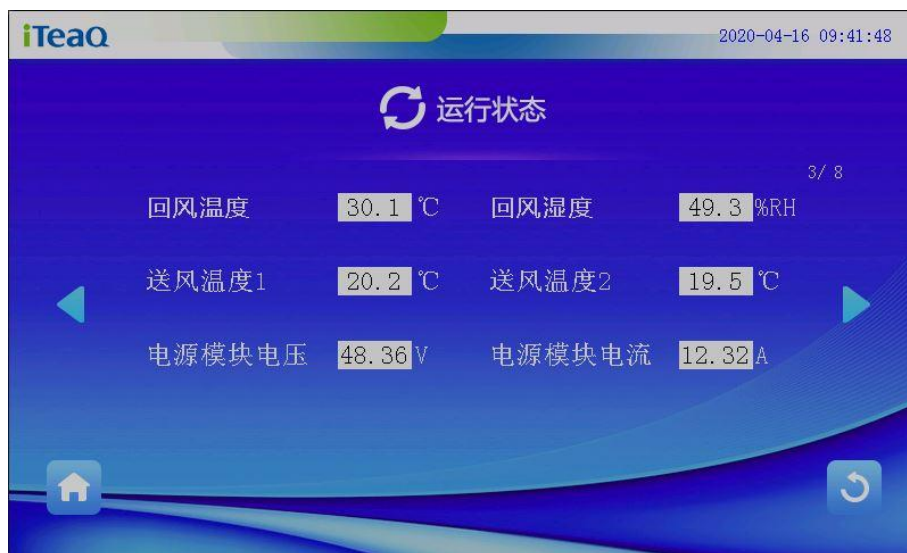 iTeaQ
2020-04-16 09:41:48
运行状态
3/ 8
回风温度 30.1 ℃ 回风湿度 49.3 %RH
送风温度1 20.2 ℃ 送风温度2 19.5 ℃
电源模块电压 48.36 V 电源模块电流 12.32 A